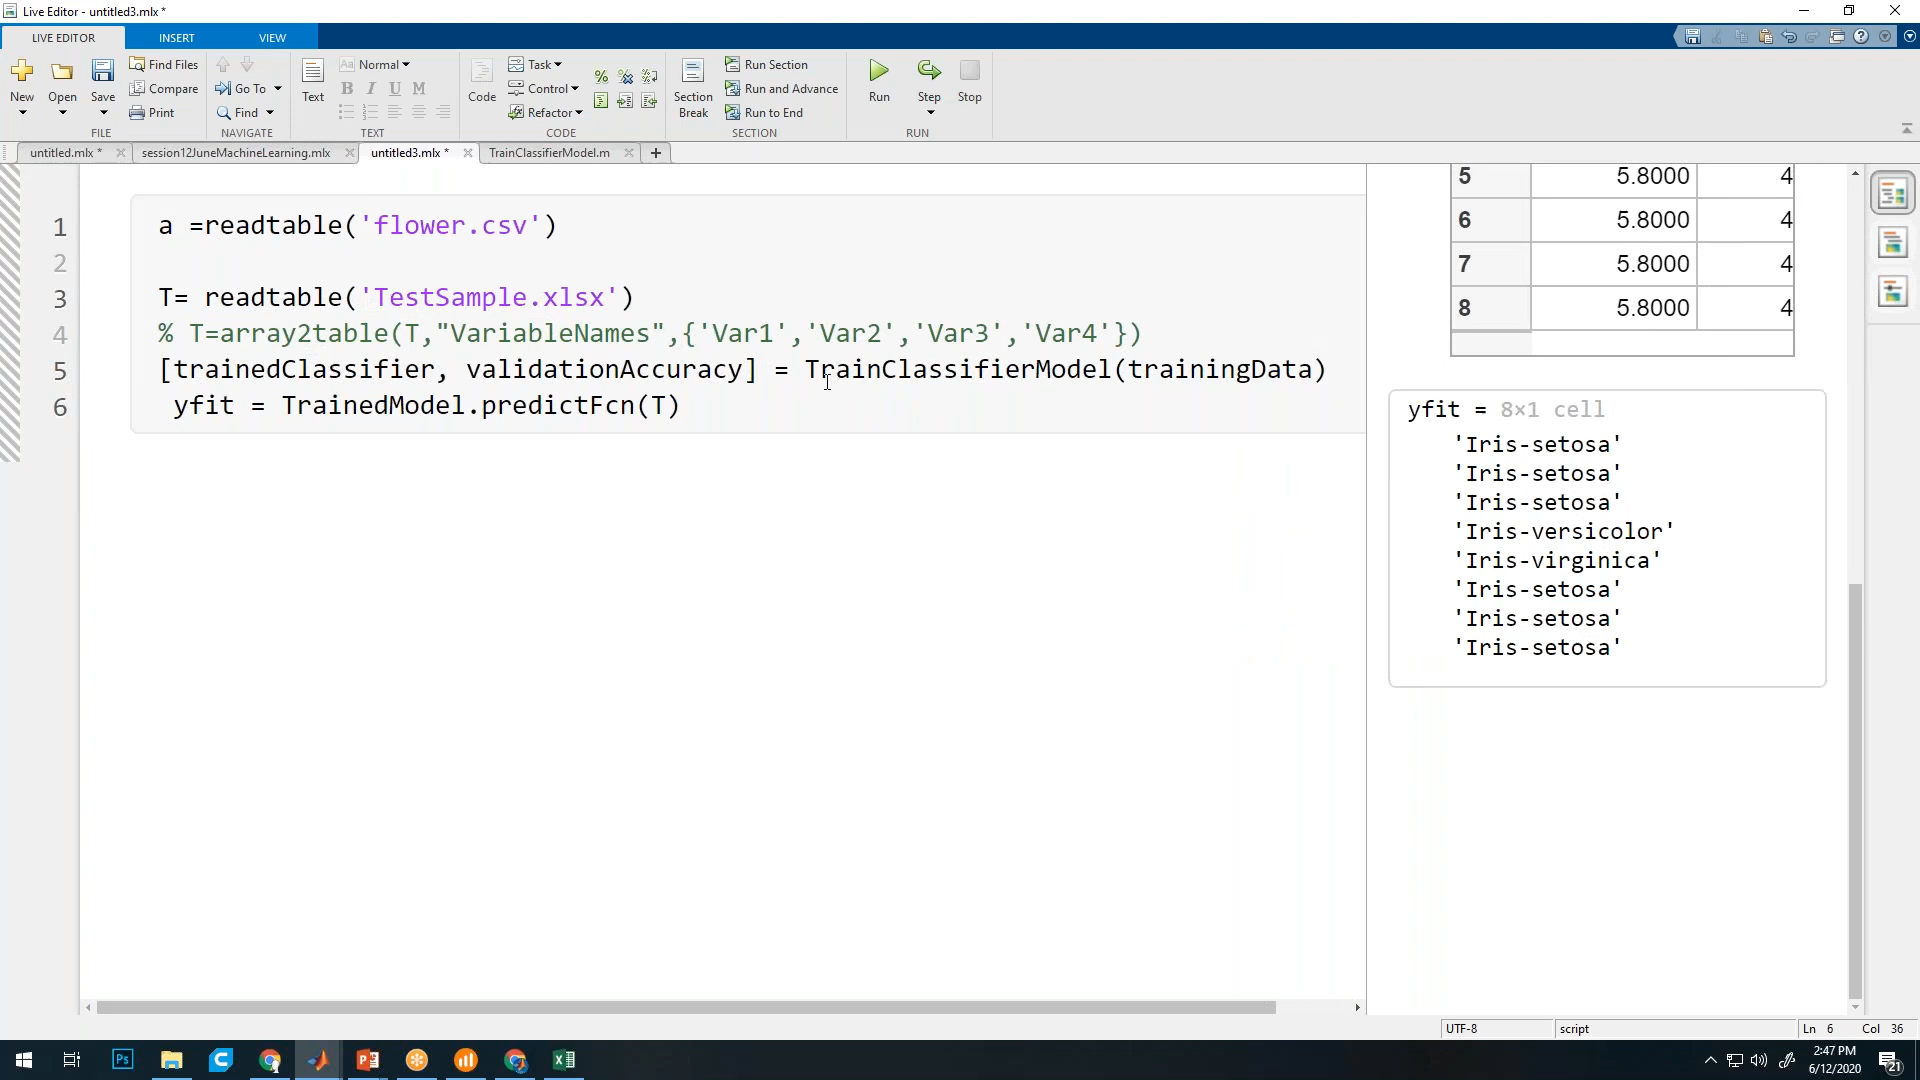 Live Editor - untitled3.mlx *
LIVE EDITOR INSERT VIEW
New Open Save Find Files Compare Print
FILE
Go To Find
NAVIGATE
Text Normal B I U M
TEXT
Code Task Control Refactor
CODE
Section Break Run Section Run and Advance Run to End
SECTION
Run Step Stop
RUN
untitled.mlx * session12JuneMachineLearning.mlx untitled3.mlx * TrainClassifierModel.m
1 a =readtable('flower.csv')
2
3 T= readtable('TestSample.xlsx')
4 % T=array2table(T,"VariableNames",{'Var1','Var2','Var3','Var4'})
5 [trainedClassifier, validationAccuracy] = TrainClassifierModel(trainingData)
6 yfit = TrainedModel.predictFcn(T)
5 5.8000 4
6 5.8000 4
7 5.8000 4
8 5.8000 4
yfit = 8×1 cell
'Iris-setosa'
'Iris-setosa'
'Iris-setosa'
'Iris-versicolor'
'Iris-virginica'
'Iris-setosa'
'Iris-setosa'
'Iris-setosa'
UTF-8 script Ln 6 Col 36
Ps
2:47 PM
6/12/2020
21